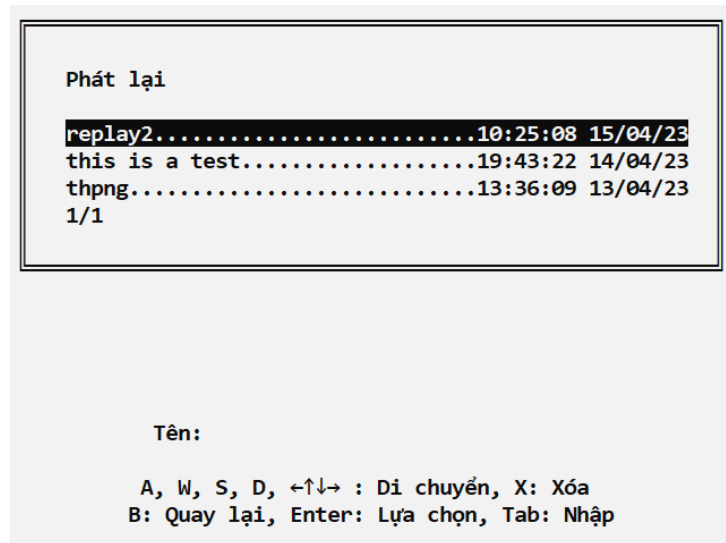 Phát lại
replay2..........................10:25:08 15/04/23
this is a test...................19:43:22 14/04/23
thpng............................13:36:09 13/04/23
1/1
Tên:
A, W, S, D, ←↑↓→ : Di chuyển, X: Xóa
B: Quay lại, Enter: Lựa chọn, Tab: Nhập